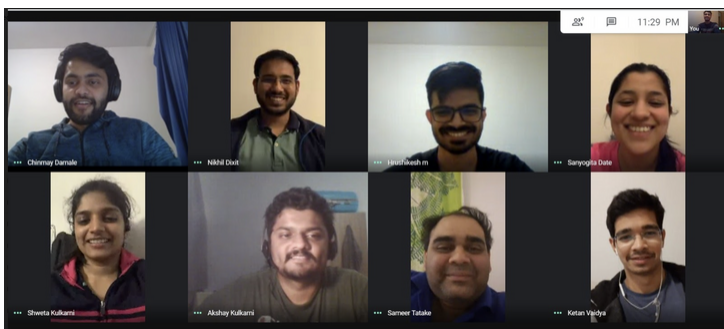 11:29 PM
You
Chinmay Damale
Nikhil Dixit
Hrushikesh m
Sanyogita Date
Shweta Kulkarni
Akshay Kulkarni
Sameer Tatake
Ketan Vaidya